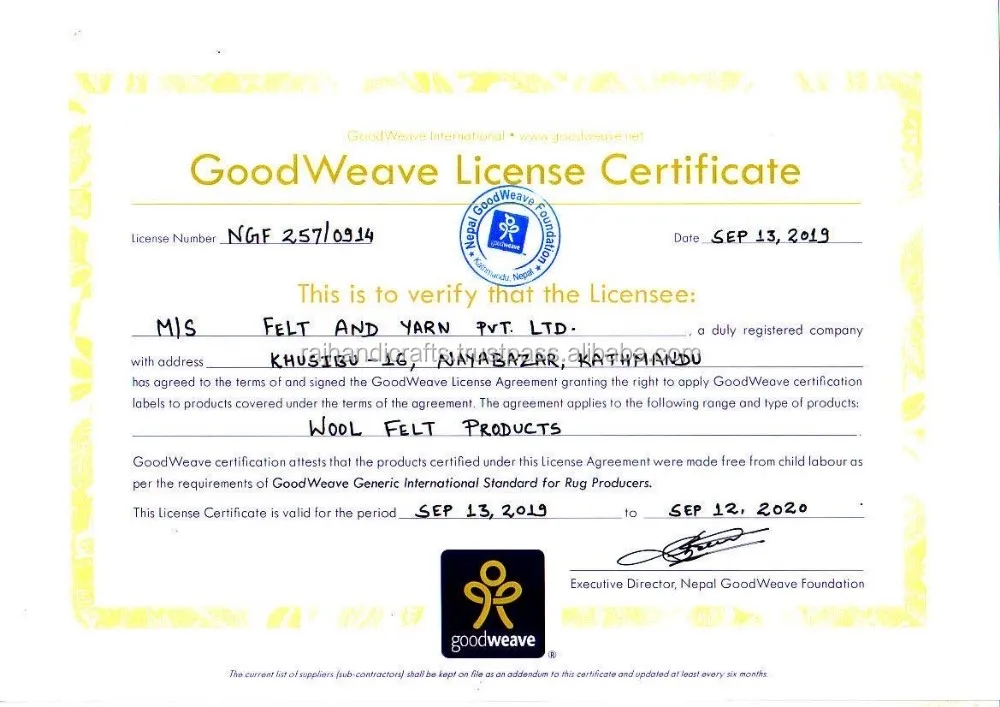 GoodWeave International • www.goodweave.net
GoodWeave License Certificate
License Number NGF 257/0914
Nepal GoodWeave Foundation
goodweave
Kathmandu, Nepal
Date SEP 13, 2019
This is to verify that the Licensee:
M/S FELT AND YARN PVT. LTD. , a duly registered company
rajhandicrafts.trustpass.alibaba.com
with address KHUSIBU-16, NAYABAZAR, KATHMANDU
has agreed to the terms of and signed the GoodWeave License Agreement granting the right to apply GoodWeave certification
labels to products covered under the terms of the agreement. The agreement applies to the following range and type of products:
WOOL FELT PRODUCTS .
GoodWeave certification attests that the products certified under this License Agreement were made free from child labour as
per the requirements of GoodWeave Generic International Standard for Rug Producers.
This License Certificate is valid for the period SEP 13, 2019 to SEP 12, 2020 .
Executive Director, Nepal GoodWeave Foundation
goodweave ®
The current list of suppliers (sub-contractors) shall be kept on file as an addendum to this certificate and updated at least every six months.